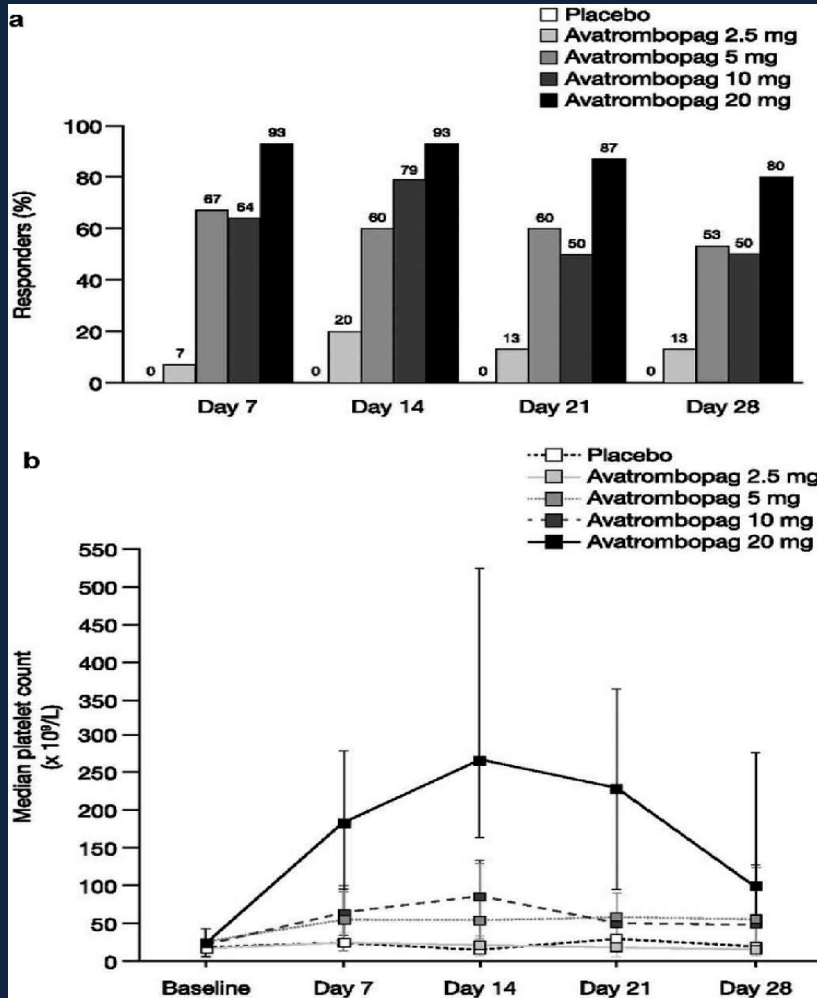 a
Placebo
Avatrombopag 2.5 mg
Avatrombopag 5 mg
Avatrombopag 10 mg
Avatrombopag 20 mg
Responders (%)
100
80
60
40
20
0
0 7 67 64 93
0 20 60 79 93
0 13 60 50 87
0 13 53 50 80
Day 7 Day 14 Day 21 Day 28
b
Placebo
Avatrombopag 2.5 mg
Avatrombopag 5 mg
Avatrombopag 10 mg
Avatrombopag 20 mg
Median platelet count
(x 10⁹/L)
550
500
450
400
350
300
250
200
150
100
50
0
Baseline Day 7 Day 14 Day 21 Day 28